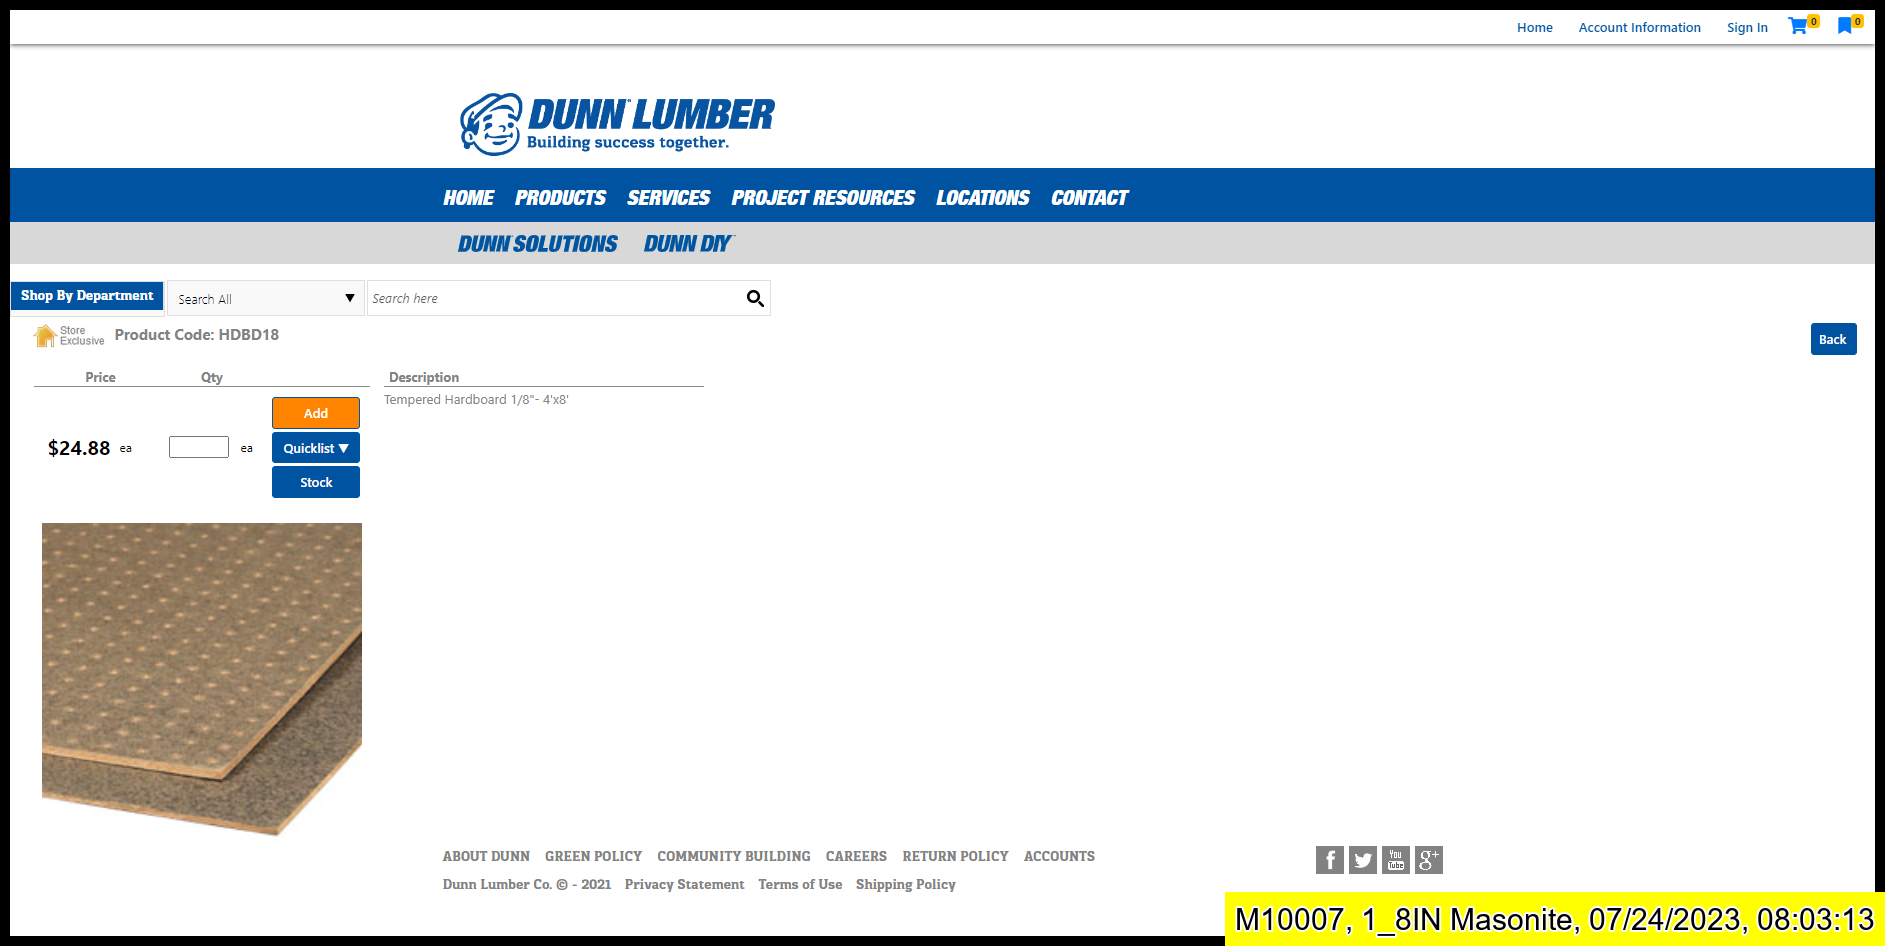 Home Account Information Sign In 0 0
DUNN LUMBER
Building success together.
HOME PRODUCTS SERVICES PROJECT RESOURCES LOCATIONS CONTACT
DUNN SOLUTIONS DUNN DIY™
Shop By Department Search All ▼ Search here
Store Exclusive Product Code: HDBD18 Back
Price Qty Description
Tempered Hardboard 1/8"- 4'x8'
Add
$24.88 ea ea Quicklist ▼
Stock
ABOUT DUNN GREEN POLICY COMMUNITY BUILDING CAREERS RETURN POLICY ACCOUNTS
f You Tube g+
Dunn Lumber Co. © - 2021 Privacy Statement Terms of Use Shipping Policy
M10007, 1_8IN Masonite, 07/24/2023, 08:03:13